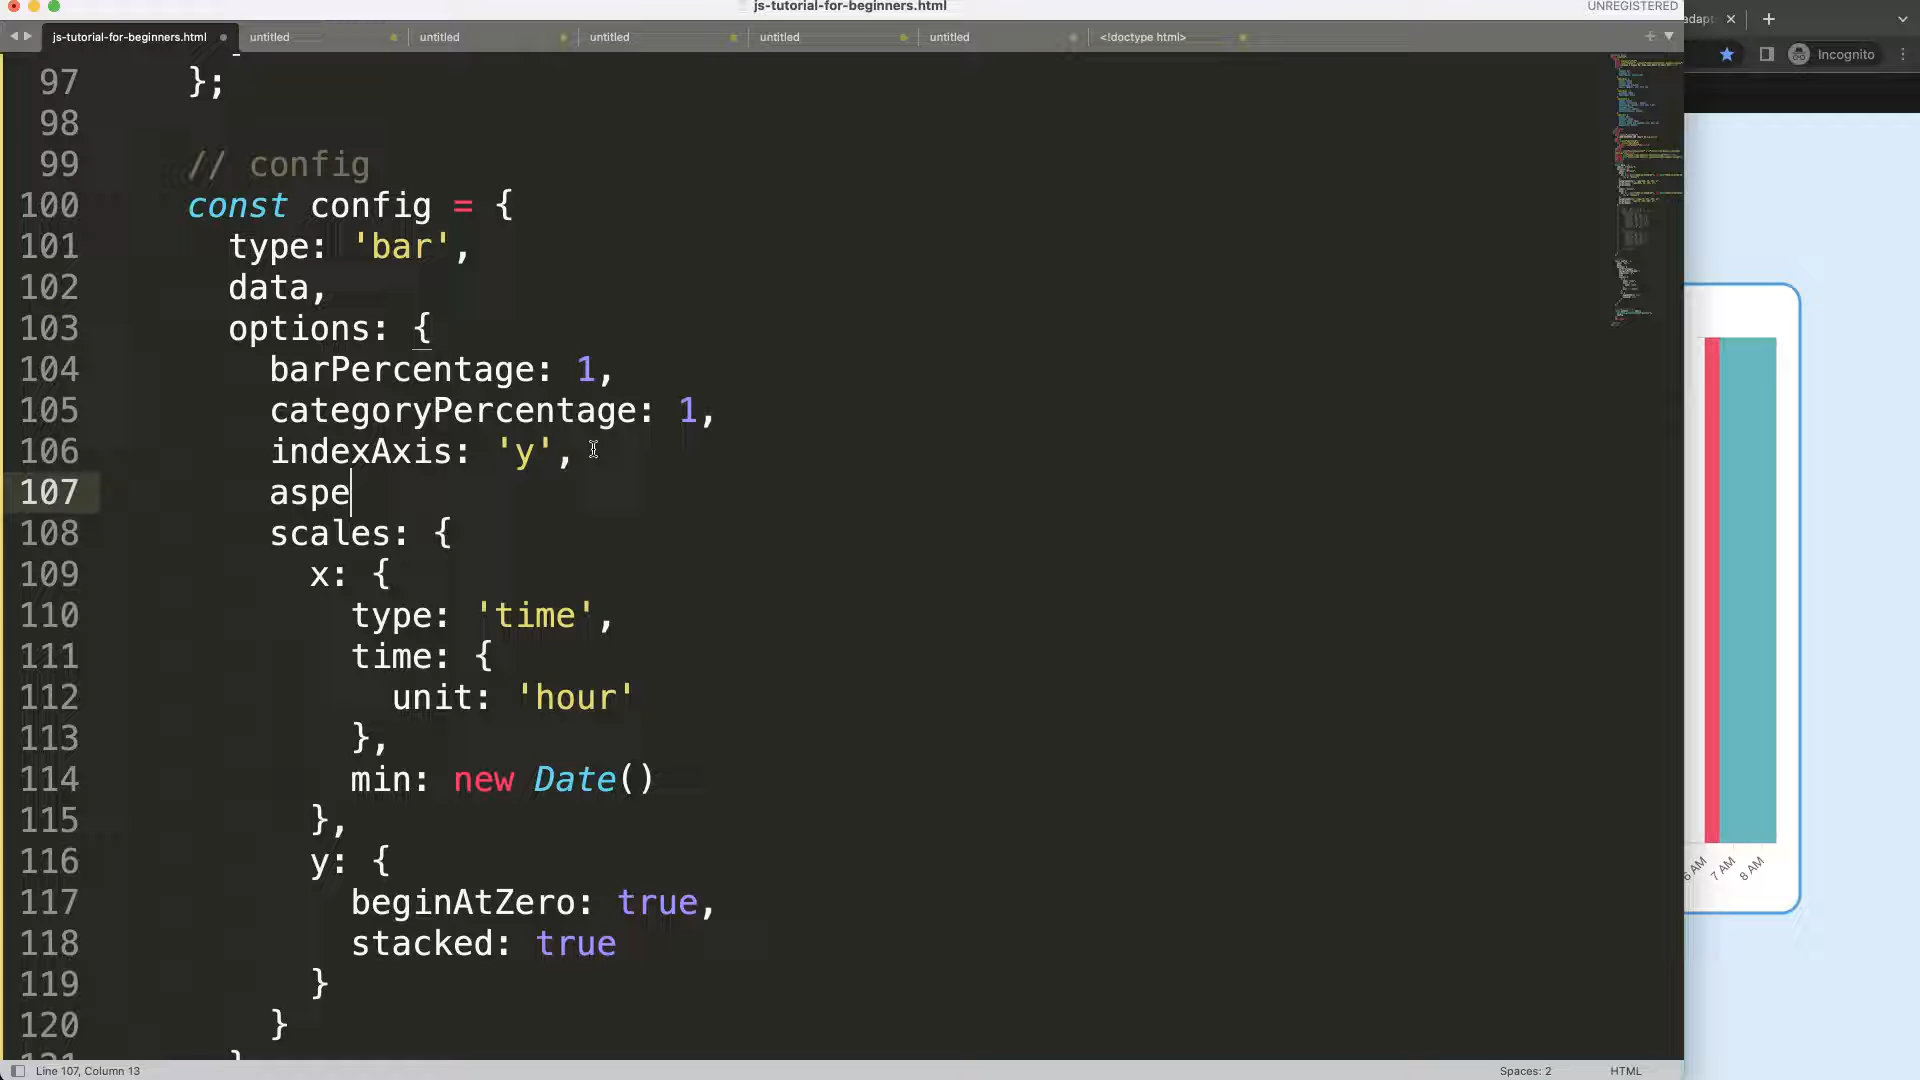 js-tutorial-for-beginners.html
UNREGISTERED
js-tutorial-for-beginners.html untitled untitled untitled untitled untitled <!doctype html>
adapt
Incognito
97 };
98
99 // config
100 const config = {
101 type: 'bar',
102 data,
103 options: {
104 barPercentage: 1,
105 categoryPercentage: 1,
106 indexAxis: 'y',
107 aspe
108 scales: {
109 x: {
110 type: 'time',
111 time: {
112 unit: 'hour'
113 },
114 min: new Date()
115 },
116 y: {
117 beginAtZero: true,
118 stacked: true
119 }
120 }
6 AM 7 AM 8 AM
Line 107, Column 13
Spaces: 2
HTML